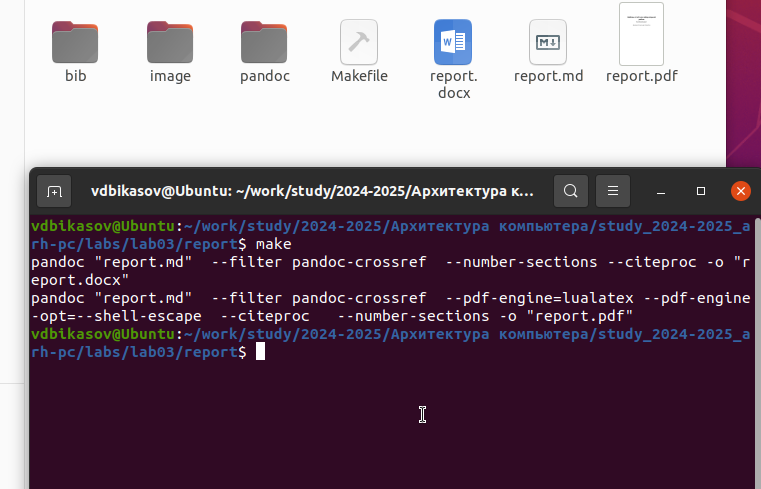 bib
image
pandoc
Makefile
report.
docx
report.md
report.pdf
vdbikasov@Ubuntu: ~/work/study/2024-2025/Архитектура к...
vdbikasov@Ubuntu:~/work/study/2024-2025/Архитектура компьютера/study_2024-2025_a
rh-pc/labs/lab03/report$ make
pandoc "report.md"  --filter pandoc-crossref  --number-sections --citeproc -o "r
eport.docx"
pandoc "report.md"  --filter pandoc-crossref  --pdf-engine=lualatex --pdf-engine
-opt=--shell-escape  --citeproc   --number-sections -o "report.pdf"
vdbikasov@Ubuntu:~/work/study/2024-2025/Архитектура компьютера/study_2024-2025_a
rh-pc/labs/lab03/report$